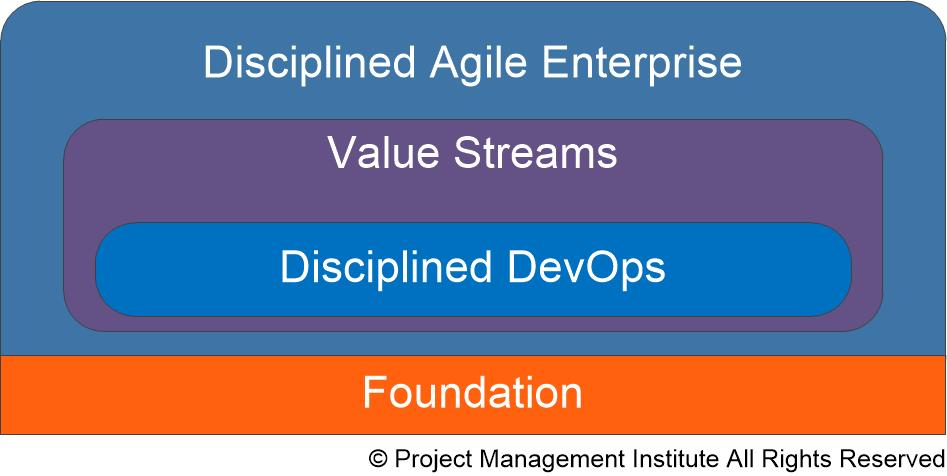 Disciplined Agile Enterprise
Value Streams
Disciplined DevOps
Foundation
© Project Management Institute All Rights Reserved